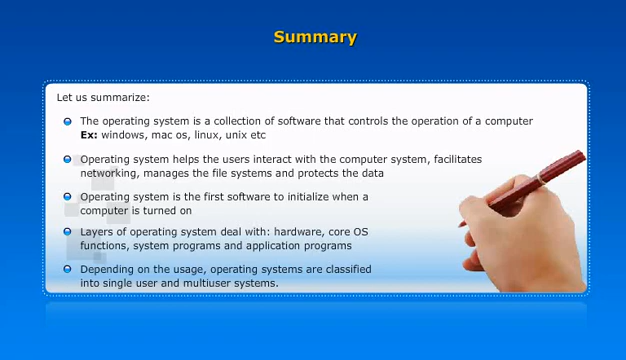 Summary
Let us summarize:
The operating system is a collection of software that controls the operation of a computer
Ex: windows, mac os, linux, unix etc
Operating system helps the users interact with the computer system, facilitates
networking, manages the file systems and protects the data
Operating system is the first software to initialize when a
computer is turned on
Layers of operating system deal with: hardware, core OS
functions, system programs and application programs
Depending on the usage, operating systems are classified
into single user and multiuser systems.